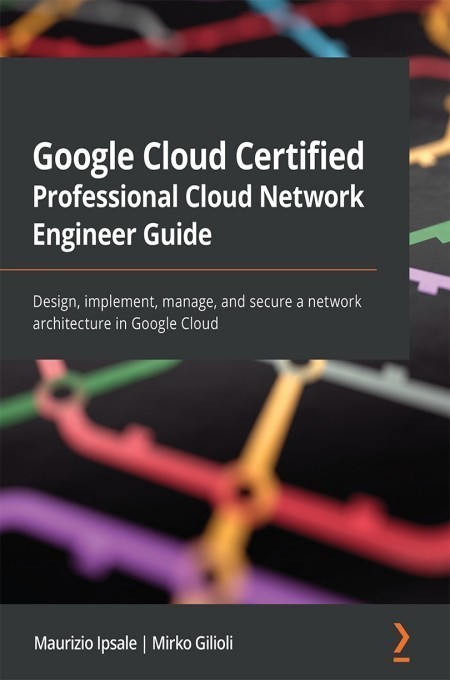 Google Cloud Certified
Professional Cloud Network
Engineer Guide
Design, implement, manage, and secure a network
architecture in Google Cloud
Maurizio Ipsale | Mirko Gilioli